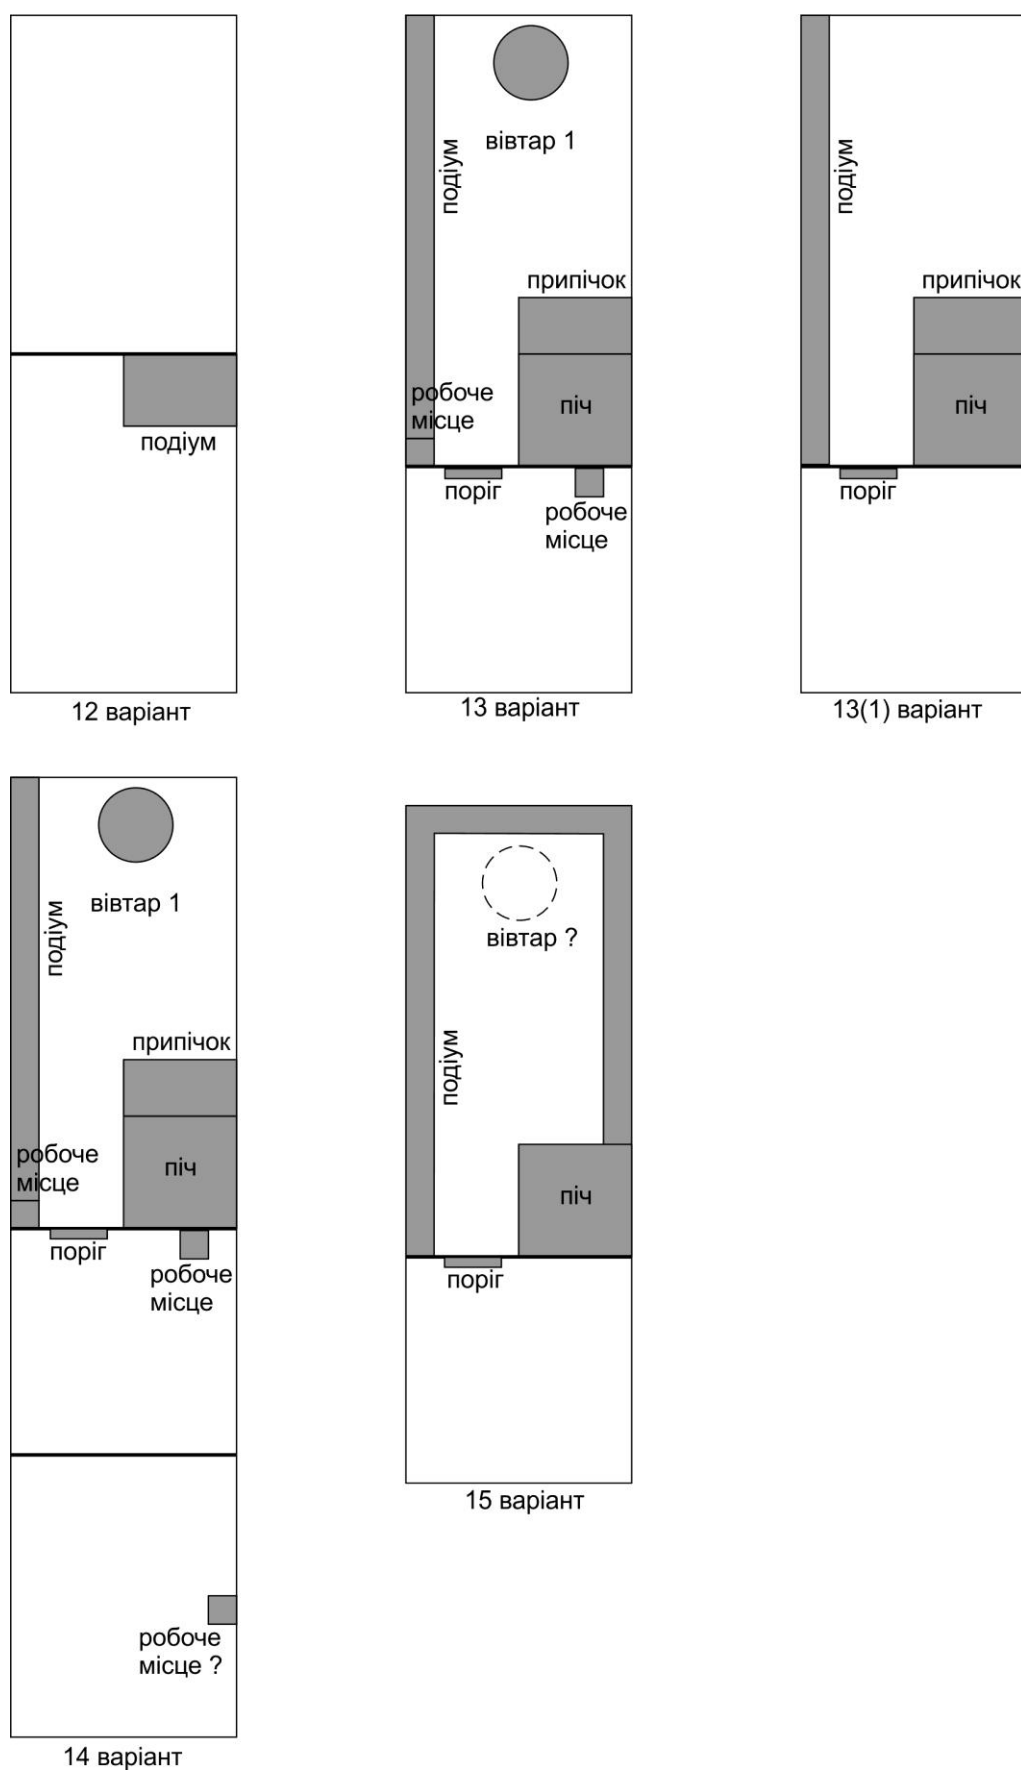 подіум
12 варіант
вівтар 1
подіум
припічок
робоче
місце
піч
поріг
робоче
місце
13 варіант
подіум
припічок
піч
поріг
13(1) варіант
вівтар 1
подіум
припічок
робоче
місце
піч
поріг
робоче
місце
робоче
місце ?
14 варіант
вівтар ?
подіум
піч
поріг
15 варіант